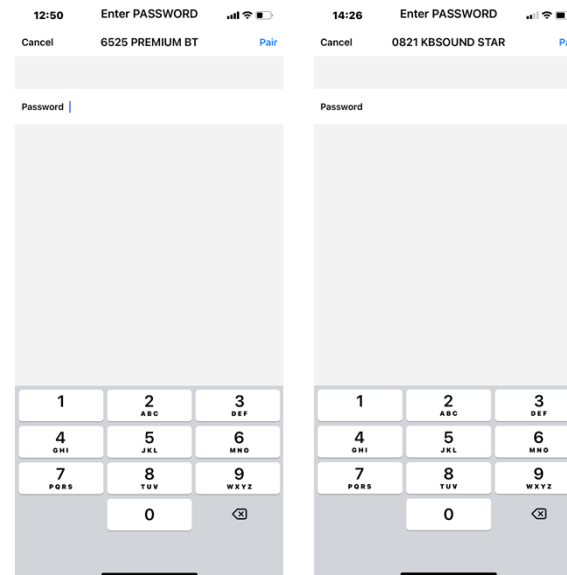 12:50 Enter PASSWORD
Cancel 6525 PREMIUM BT Pair
Password
1
2
ABC
3
DEF
4
GHI
5
JKL
6
MNO
7
PQRS
8
TUV
9
WXYZ
0
14:26 Enter PASSWORD
Cancel 0821 KBSOUND STAR Pa
Password
1
2
ABC
3
DEF
4
GHI
5
JKL
6
MNO
7
PQRS
8
TUV
9
WXYZ
0